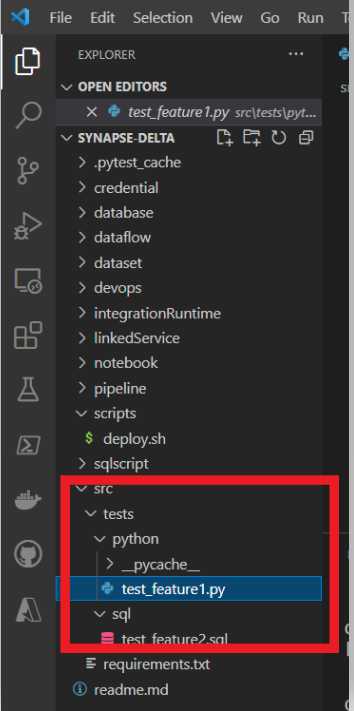 File Edit Selection View Go Run
EXPLORER
OPEN EDITORS
test_feature1.py src\tests\pyt...
SYNAPSE-DELTA
.pytest_cache
credential
database
dataflow
dataset
devops
integrationRuntime
linkedService
notebook
pipeline
scripts
$ deploy.sh
sqlscript
src
tests
python
__pycache__
test_feature1.py
sql
test_feature2.sql
requirements.txt
readme.md